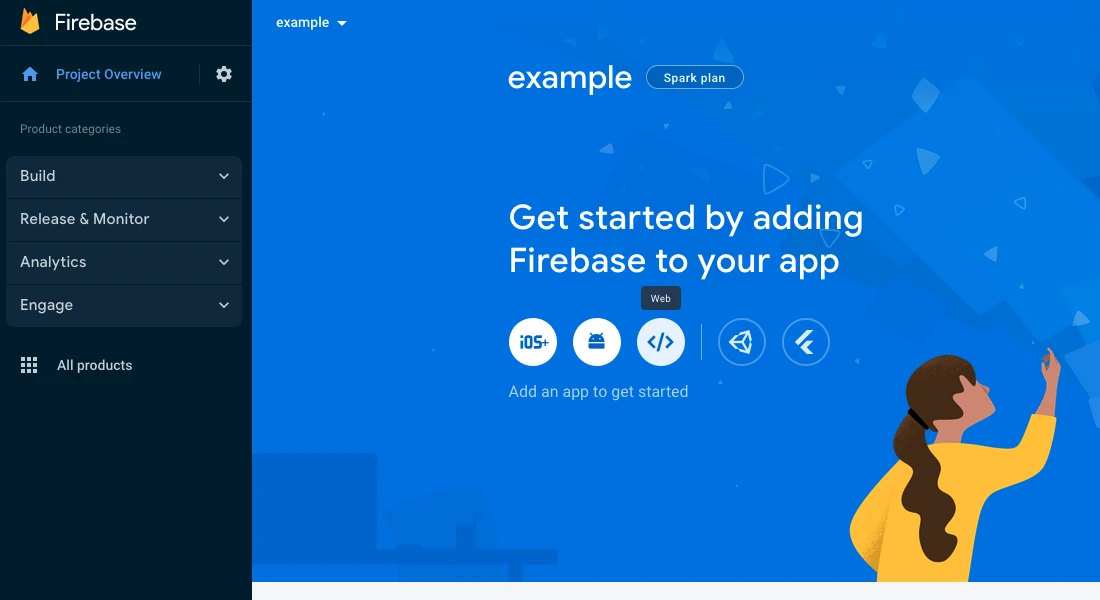 Firebase
Project Overview
Product categories
Build
Release & Monitor
Analytics
Engage
All products
example
example
Spark plan
Get started by adding
Firebase to your app
Web
iOS+
</>
Add an app to get started